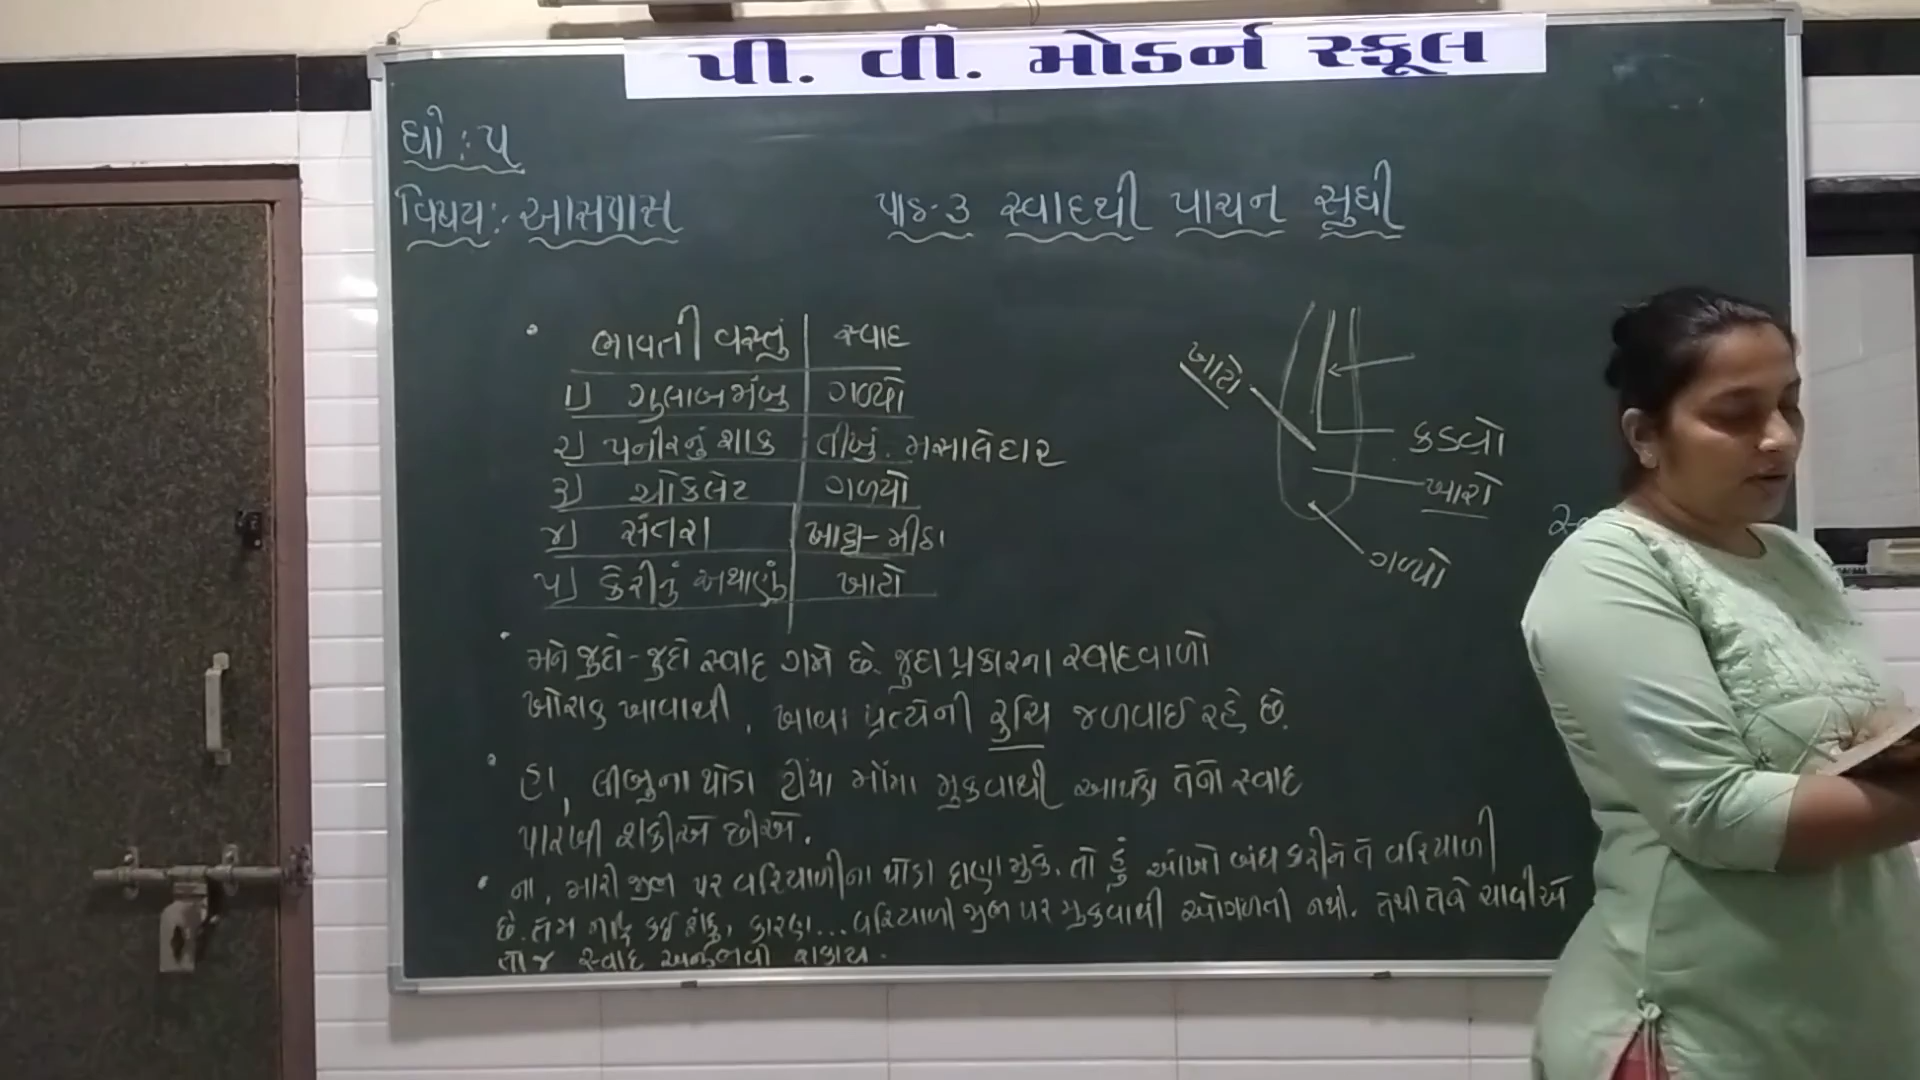 પી. વી. મોડર્ન સ્કૂલ
ધો : ૫
વિષય :- આસપાસ
પાઠ-૩ સ્વાદથી પાચન સુધી
ભાવતી વસ્તું સ્વાદ
૧) ગુલાબજાંબુ ગળ્યો
૨) પનીરનું શાક તીખું. મસાલેદાર
૩) ચોકલેટ ગળ્યો
૪) સંતરા ખાટ્ટા-મીઠા
૫) કેરીનું અથાણું ખાટો
ખાટો
કડવો
ખારો
ગળ્યો
મને જુદો-જુદો સ્વાદ ગમે છે. જુદા પ્રકારના સ્વાદવાળો
ખોરાક ખાવાથી, ખાવા પ્રત્યેની રુચિ જળવાઈ રહે છે.
હા, લીંબુના થોડા ટીંપા મોંમા મુકવાથી આપણે તેનો સ્વાદ
પારખી શકીએ છીએ.
ના, મારી જીભ પર વરિયાળીના થોડા દાણા મુકે. તો હું આંખો બંધ કરીને તે વરિયાળી
છે. તેમ નહિ કહી શકું, કારણ... વરિયાળી જીભ પર મુકવાથી ઓગળતી નથી. તેથી તેને ચાવીએ
તો જ સ્વાદ અનુભવી શકાય.